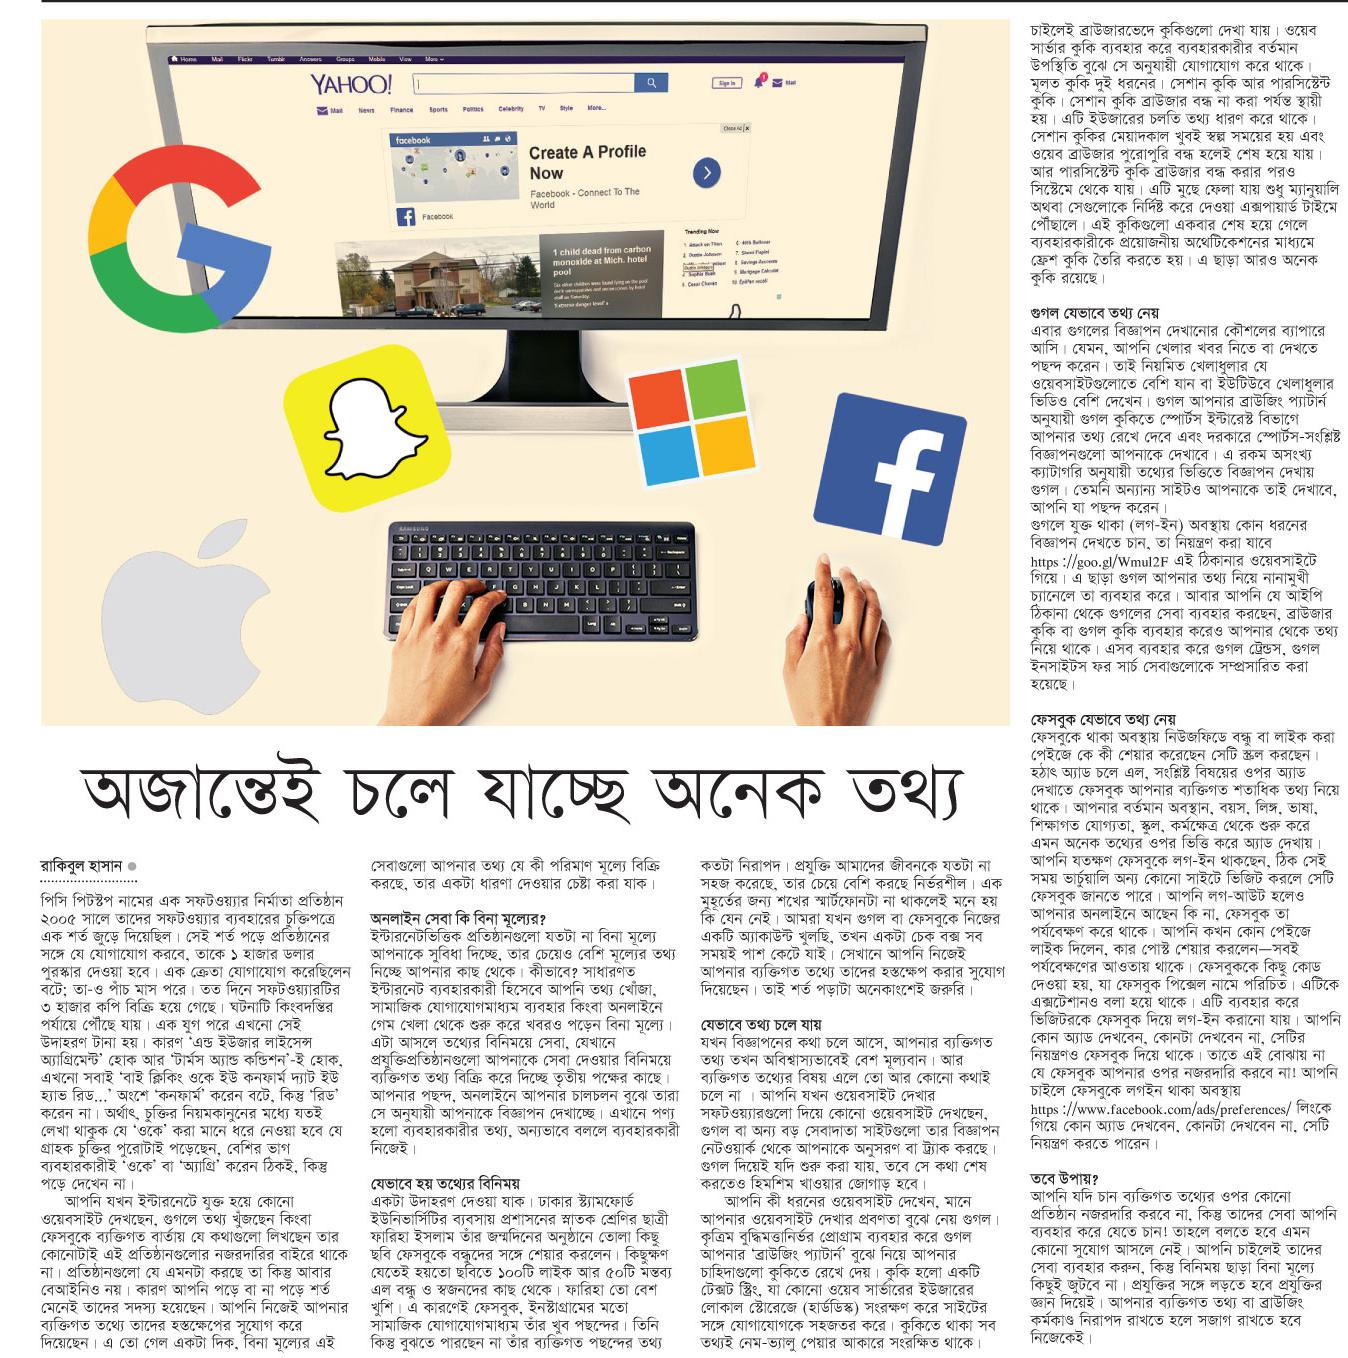 Home Mail Flickr Tumblr Answers Groups Mobile View More
YAHOO!
Sign In
Mail
Mail News Finance Sports Politics Celebrity TV Style More...
Close Ad
facebook
Create A Profile
Now
Facebook - Connect To The
World
Facebook
1 child dead from carbon
monoxide at Mich. hotel
pool
Trending Now
SAMSUNG
অজান্তেই চলে যাচ্ছে অনেক তথ্য
রাকিবুল হাসান
পিসি পিটস্টপ নামের এক সফটওয়্যার নির্মাতা প্রতিষ্ঠান
২০০৫ সালে তাদের সফটওয়্যার ব্যবহারের চুক্তিপত্রে
এক শর্ত জুড়ে দিয়েছিল। সেই শর্ত পড়ে প্রতিষ্ঠানের
সঙ্গে যে যোগাযোগ করবে, তাকে ১ হাজার ডলার
পুরস্কার দেওয়া হবে। এক ক্রেতা যোগাযোগ করেছিলেন
বটে; তা-ও পাঁচ মাস পরে। তত দিনে সফটওয়্যারটির
৩ হাজার কপি বিক্রি হয়ে গেছে। ঘটনাটি কিংবদন্তির
পর্যায়ে পৌঁছে যায়। এক যুগ পরে এখনো সেই
উদাহরণ টানা হয়। কারণ ‘এন্ড ইউজার লাইসেন্স
অ্যাগ্রিমেন্ট’ হোক আর ‘টার্মস অ্যান্ড কন্ডিশন’-ই হোক,
এখনো সবাই ‘বাই ক্লিকিং ওকে ইউ কনফার্ম দ্যাট ইউ
হ্যাভ রিড...’ অংশে ‘কনফার্ম’ করেন বটে, কিন্তু ‘রিড’
করেন না। অর্থাৎ, চুক্তির নিয়মকানুনের মধ্যে যতই
লেখা থাকুক যে ‘ওকে’ করা মানে ধরে নেওয়া হবে যে
গ্রাহক চুক্তির পুরোটাই পড়েছেন, বেশির ভাগ
ব্যবহারকারীই ‘ওকে’ বা ‘অ্যাগ্রি’ করেন ঠিকই, কিন্তু
পড়ে দেখেন না।
আপনি যখন ইন্টারনেটে যুক্ত হয়ে কোনো
ওয়েবসাইট দেখছেন, গুগলে তথ্য খুঁজছেন কিংবা
ফেসবুকে ব্যক্তিগত বার্তায় যে কথাগুলো লিখছেন তার
কোনোটাই এই প্রতিষ্ঠানগুলোর নজরদারির বাইরে থাকে
না। প্রতিষ্ঠানগুলো যে এমনটা করছে তা কিন্তু আবার
বেআইনিও নয়। কারণ আপনি পড়ে বা না পড়ে শর্ত
মেনেই তাদের সদস্য হয়েছেন। আপনি নিজেই আপনার
ব্যক্তিগত তথ্যে তাদের হস্তক্ষেপের সুযোগ করে
দিয়েছেন। এ তো গেল একটা দিক, বিনা মূল্যের এই
সেবাগুলো আপনার তথ্য যে কী পরিমাণ মূল্যে বিক্রি
করছে, তার একটা ধারণা দেওয়ার চেষ্টা করা যাক।
অনলাইন সেবা কি বিনা মূল্যের?
ইন্টারনেটভিত্তিক প্রতিষ্ঠানগুলো যতটা না বিনা মূল্যে
আপনাকে সুবিধা দিচ্ছে, তার চেয়েও বেশি মূল্যের তথ্য
নিচ্ছে আপনার কাছ থেকে। কীভাবে? সাধারণত
ইন্টারনেট ব্যবহারকারী হিসেবে আপনি তথ্য খোঁজা,
সামাজিক যোগাযোগমাধ্যম ব্যবহার কিংবা অনলাইনে
গেম খেলা থেকে শুরু করে খবরও পড়েন বিনা মূল্যে।
এটা আসলে তথ্যের বিনিময়ে সেবা, যেখানে
প্রযুক্তিপ্রতিষ্ঠানগুলো আপনাকে সেবা দেওয়ার বিনিময়ে
ব্যক্তিগত তথ্য বিক্রি করে দিচ্ছে তৃতীয় পক্ষের কাছে।
আপনার পছন্দ, অনলাইনে আপনার চালচলন বুঝে তারা
সে অনুযায়ী আপনাকে বিজ্ঞাপন দেখাচ্ছে। এখানে পণ্য
হলো ব্যবহারকারীর তথ্য, অন্যভাবে বললে ব্যবহারকারী
নিজেই।
যেভাবে হয় তথ্যের বিনিময়
একটা উদাহরণ দেওয়া যাক। ঢাকার স্ট্যামফোর্ড
ইউনিভার্সিটির ব্যবসায় প্রশাসনের স্নাতক শ্রেণির ছাত্রী
ফারিহা ইসলাম তাঁর জন্মদিনের অনুষ্ঠানে তোলা কিছু
ছবি ফেসবুকে বন্ধুদের সঙ্গে শেয়ার করলেন। কিছুক্ষণ
যেতেই হয়তো ছবিতে ১০০টি লাইক আর ৫০টি মন্তব্য
এল বন্ধু ও স্বজনদের কাছ থেকে। ফারিহা তো বেশ
খুশি। এ কারণেই ফেসবুক, ইনস্টাগ্রামের মতো
সামাজিক যোগাযোগমাধ্যম তাঁর খুব পছন্দের। তিনি
কিন্তু বুঝতে পারছেন না তাঁর ব্যক্তিগত পছন্দের তথ্য
কতটা নিরাপদ। প্রযুক্তি আমাদের জীবনকে যতটা না
সহজ করেছে, তার চেয়ে বেশি করছে নির্ভরশীল। এক
মুহূর্তের জন্য শখের স্মার্টফোনটা না থাকলেই মনে হয়
কি যেন নেই। আমরা যখন গুগল বা ফেসবুকে নিজের
একটি অ্যাকাউন্ট খুলছি, তখন একটা চেক বক্স সব
সময়ই পাশ কেটে যাই। সেখানে আপনি নিজেই
আপনার ব্যক্তিগত তথ্যে তাদের হস্তক্ষেপ করার সুযোগ
দিয়েছেন। তাই শর্ত পড়াটা অনেকাংশেই জরুরি।
যেভাবে তথ্য চলে যায়
যখন বিজ্ঞাপনের কথা চলে আসে, আপনার ব্যক্তিগত
তথ্য তখন অবিশ্বাস্যভাবেই বেশ মূল্যবান। আর
ব্যক্তিগত তথ্যের বিষয় এলে তো আর কোনো কথাই
চলে না । আপনি যখন ওয়েবসাইট দেখার
সফটওয়্যারগুলো দিয়ে কোনো ওয়েবসাইট দেখছেন,
গুগল বা অন্য বড় সেবাদাতা সাইটগুলো তার বিজ্ঞাপন
নেটওয়ার্ক থেকে আপনাকে অনুসরণ বা ট্র্যাক করছে।
গুগল দিয়েই যদি শুরু করা যায়, তবে সে কথা শেষ
করতেও হিমশিম খাওয়ার জোগাড় হবে।
আপনি কী ধরনের ওয়েবসাইট দেখেন, মানে
আপনার ওয়েবসাইট দেখার প্রবণতা বুঝে নেয় গুগল।
কৃত্রিম বুদ্ধিমত্তানির্ভর প্রোগ্রাম ব্যবহার করে গুগল
আপনার ‘ব্রাউজিং প্যাটার্ন’ বুঝে নিয়ে আপনার
চাহিদাগুলো কুকিতে রেখে দেয়। কুকি হলো একটি
টেক্সট স্ট্রিং, যা কোনো ওয়েব সার্ভারের ইউজারের
লোকাল স্টোরেজে (হার্ডডিস্ক) সংরক্ষণ করে সাইটের
সঙ্গে যোগাযোগকে সহজতর করে। কুকিতে থাকা সব
তথ্যই নেম-ভ্যালু পেয়ার আকারে সংরক্ষিত থাকে।
চাইলেই ব্রাউজারভেদে কুকিগুলো দেখা যায়। ওয়েব
সার্ভার কুকি ব্যবহার করে ব্যবহারকারীর বর্তমান
উপস্থিতি বুঝে সে অনুযায়ী যোগাযোগ করে থাকে।
মূলত কুকি দুই ধরনের। সেশান কুকি আর পারসিস্টেন্ট
কুকি। সেশান কুকি ব্রাউজার বন্ধ না করা পর্যন্ত স্থায়ী
হয়। এটি ইউজারের চলতি তথ্য ধারণ করে থাকে।
সেশান কুকির মেয়াদকাল খুবই স্বল্প সময়ের হয় এবং
ওয়েব ব্রাউজার পুরোপুরি বন্ধ হলেই শেষ হয়ে যায়।
আর পারসিস্টেন্ট কুকি ব্রাউজার বন্ধ করার পরও
সিস্টেমে থেকে যায়। এটি মুছে ফেলা যায় শুধু ম্যানুয়ালি
অথবা সেগুলোকে নির্দিষ্ট করে দেওয়া এক্সপায়ার্ড টাইমে
পৌঁছালে। এই কুকিগুলো একবার শেষ হয়ে গেলে
ব্যবহারকারীকে প্রয়োজনীয় অথেটিকেশনের মাধ্যমে
ফ্রেশ কুকি তৈরি করতে হয়। এ ছাড়া আরও অনেক
কুকি রয়েছে।
গুগল যেভাবে তথ্য নেয়
এবার গুগলের বিজ্ঞাপন দেখানোর কৌশলের ব্যাপারে
আসি। যেমন, আপনি খেলার খবর নিতে বা দেখতে
পছন্দ করেন। তাই নিয়মিত খেলাধুলার যে
ওয়েবসাইটগুলোতে বেশি যান বা ইউটিউবে খেলাধুলার
ভিডিও বেশি দেখেন। গুগল আপনার ব্রাউজিং প্যাটার্ন
অনুযায়ী গুগল কুকিতে স্পোর্টস ইন্টারেস্ট বিভাগে
আপনার তথ্য রেখে দেবে এবং দরকারে স্পোর্টস-সংশ্লিষ্ট
বিজ্ঞাপনগুলো আপনাকে দেখাবে। এ রকম অসংখ্য
ক্যাটাগরি অনুযায়ী তথ্যের ভিত্তিতে বিজ্ঞাপন দেখায়
গুগল। তেমনি অন্যান্য সাইটও আপনাকে তাই দেখাবে,
আপনি যা পছন্দ করেন।
গুগলে যুক্ত থাকা (লগ-ইন) অবস্থায় কোন ধরনের
বিজ্ঞাপন দেখতে চান, তা নিয়ন্ত্রণ করা যাবে
https ://goo.gl/Wmul2F এই ঠিকানার ওয়েবসাইটে
গিয়ে। এ ছাড়া গুগল আপনার তথ্য নিয়ে নানামুখী
চ্যানেলে তা ব্যবহার করে। আবার আপনি যে আইপি
ঠিকানা থেকে গুগলের সেবা ব্যবহার করছেন, ব্রাউজার
কুকি বা গুগল কুকি ব্যবহার করেও আপনার থেকে তথ্য
নিয়ে থাকে। এসব ব্যবহার করে গুগল ট্রেন্ডস, গুগল
ইনসাইটস ফর সার্চ সেবাগুলোকে সম্প্রসারিত করা
হয়েছে।
ফেসবুক যেভাবে তথ্য নেয়
ফেসবুকে থাকা অবস্থায় নিউজফিডে বন্ধু বা লাইক করা
পেইজে কে কী শেয়ার করেছেন সেটি স্ক্রল করছেন।
হঠাৎ অ্যাড চলে এল, সংশ্লিষ্ট বিষয়ের ওপর অ্যাড
দেখাতে ফেসবুক আপনার ব্যক্তিগত শতাধিক তথ্য নিয়ে
থাকে। আপনার বর্তমান অবস্থান, বয়স, লিঙ্গ, ভাষা,
শিক্ষাগত যোগ্যতা, স্কুল, কর্মক্ষেত্র থেকে শুরু করে
এমন অনেক তথ্যের ওপর ভিত্তি করে অ্যাড দেখায়।
আপনি যতক্ষণ ফেসবুকে লগ-ইন থাকছেন, ঠিক সেই
সময় ভার্চুয়ালি অন্য কোনো সাইটে ভিজিট করলে সেটি
ফেসবুক জানতে পারে। আপনি লগ-আউট হলেও
আপনার অনলাইনে আছেন কি না, ফেসবুক তা
পর্যবেক্ষণ করে থাকে। আপনি কখন কোন পেইজে
লাইক দিলেন, কার পোস্ট শেয়ার করলেন—সবই
পর্যবেক্ষণের আওতায় থাকে। ফেসবুককে কিছু কোড
দেওয়া হয়, যা ফেসবুক পিক্সেল নামে পরিচিত। এটিকে
এক্সটেশানও বলা হয়ে থাকে। এটি ব্যবহার করে
ভিজিটরকে ফেসবুক দিয়ে লগ-ইন করানো যায়। আপনি
কোন অ্যাড দেখবেন, কোনটা দেখবেন না, সেটির
নিয়ন্ত্রণও ফেসবুক দিয়ে থাকে। তাতে এই বোঝায় না
যে ফেসবুক আপনার ওপর নজরদারি করবে না! আপনি
চাইলে ফেসবুকে লগইন থাকা অবস্থায়
https ://www.facebook.com/ads/preferences/ লিংকে
গিয়ে কোন অ্যাড দেখবেন, কোনটা দেখবেন না, সেটি
নিয়ন্ত্রণ করতে পারেন।
তবে উপায়?
আপনি যদি চান ব্যক্তিগত তথ্যের ওপর কোনো
প্রতিষ্ঠান নজরদারি করবে না, কিন্তু তাদের সেবা আপনি
ব্যবহার করে যেতে চান! তাহলে বলতে হবে এমন
কোনো সুযোগ আসলে নেই। আপনি চাইলেই তাদের
সেবা ব্যবহার করুন, কিন্তু বিনিময় ছাড়া বিনা মূল্যে
কিছুই জুটবে না। প্রযুক্তির সঙ্গে লড়তে হবে প্রযুক্তির
জ্ঞান দিয়েই। আপনার ব্যক্তিগত তথ্য বা ব্রাউজিং
কর্মকাণ্ড নিরাপদ রাখতে হলে সজাগ রাখতে হবে
নিজেকেই।